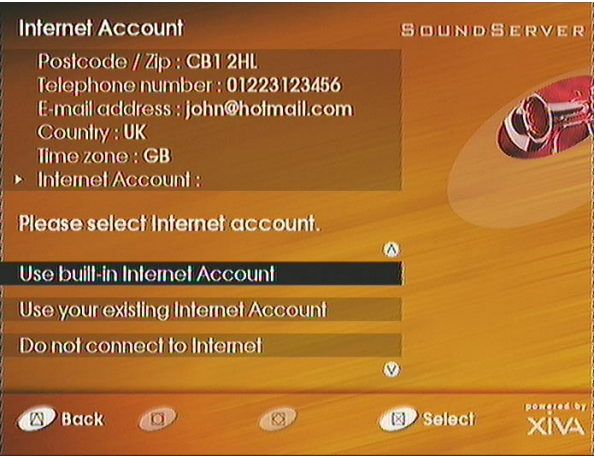 Internet Account
SOUNDSERVER
Postcode / Zip : CB1 2HL
Telephone number : 01223123456
E-mail address : john@hotmail.com
Country : UK
Time zone : GB
Internet Account :
Please select Internet account.
Use built-in Internet Account
Use your existing Internet Account
Do not connect to Internet
Back
Select
powered by
XiVA